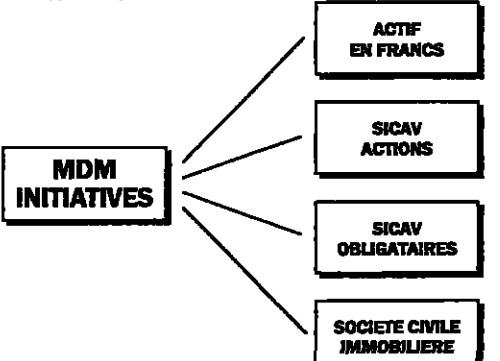 ACTIF
EN FRANCS
SICAV
ACTIONS
MDM
INITIATIVES
SICAV
OBLIGATAIRES
SOCIETE CIVILE
IMMOBILIERE